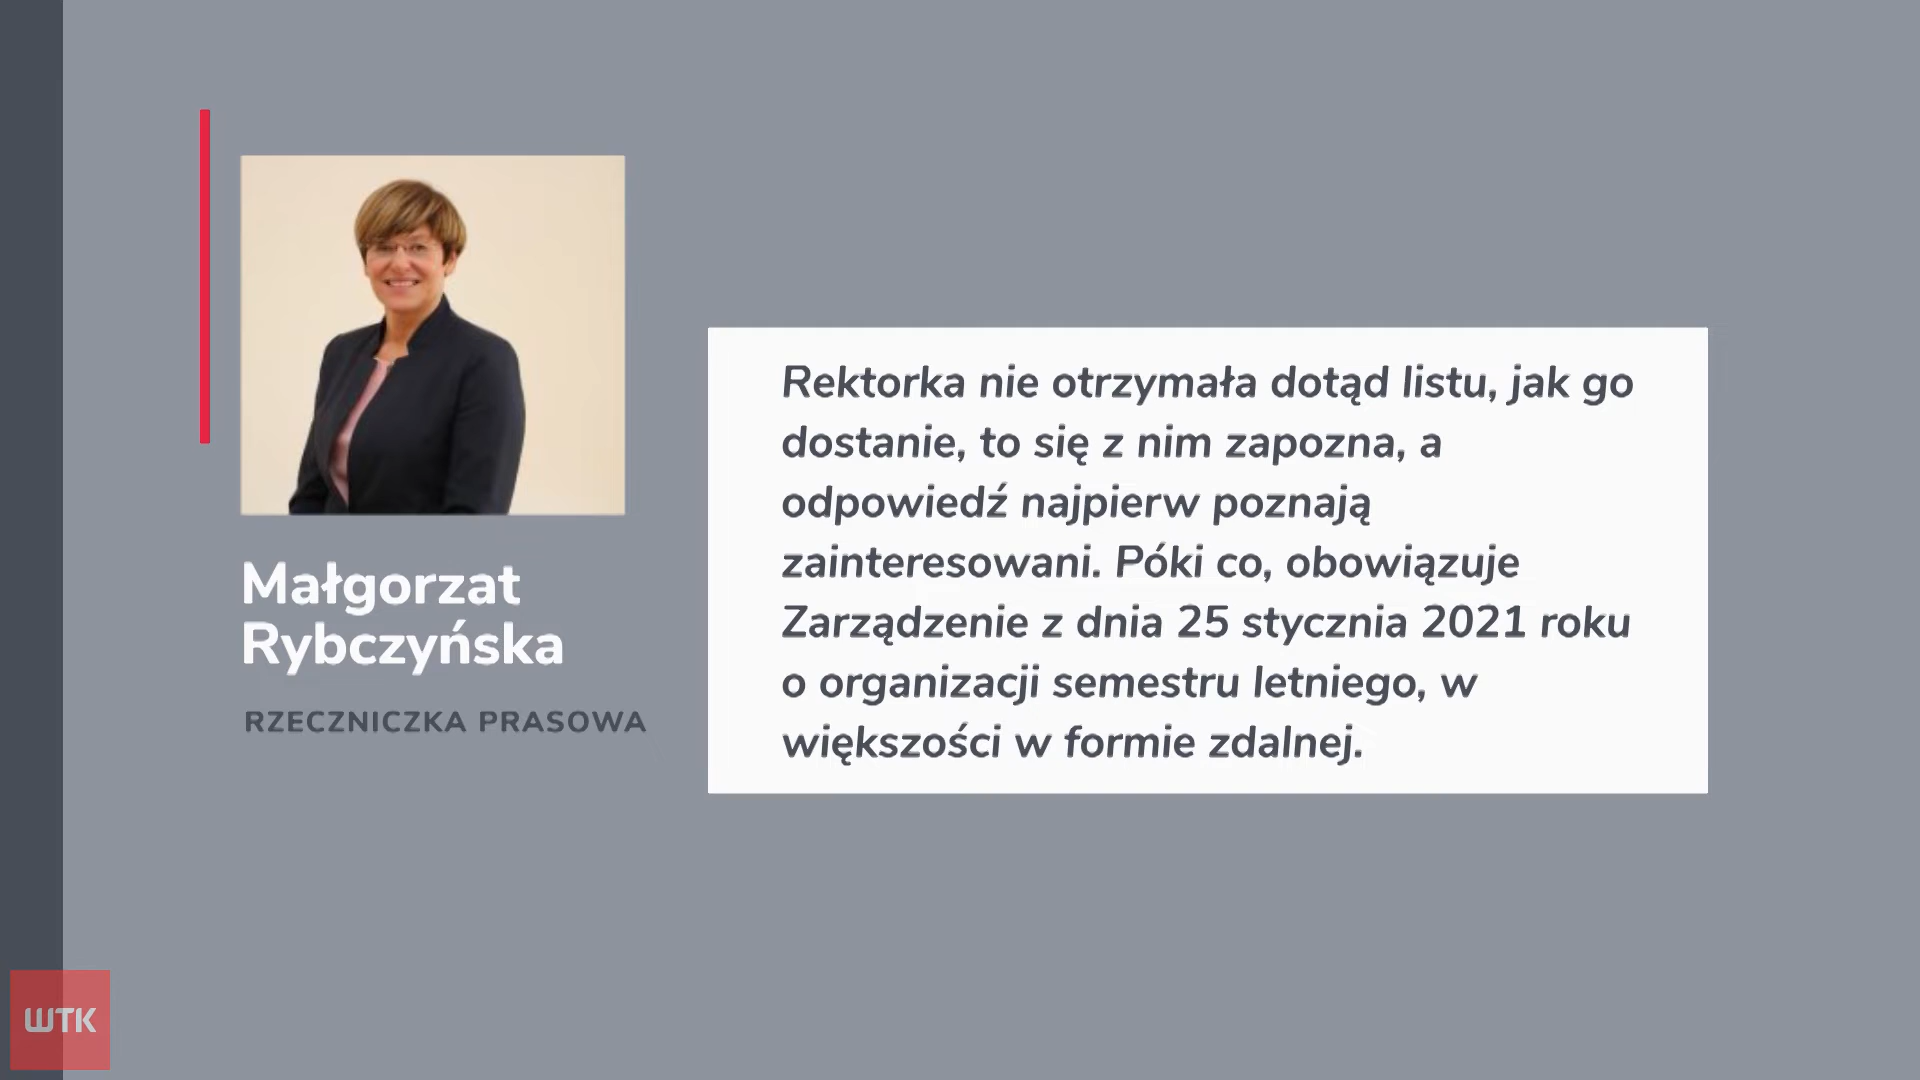 Małgorzat
Rybczyńska
RZECZNICZKA PRASOWA
Rektorka nie otrzymała dotąd listu, jak go
dostanie, to się z nim zapozna, a
odpowiedź najpierw poznają
zainteresowani. Póki co, obowiązuje
Zarządzenie z dnia 25 stycznia 2021 roku
o organizacji semestru letniego, w
większości w formie zdalnej.
WTK